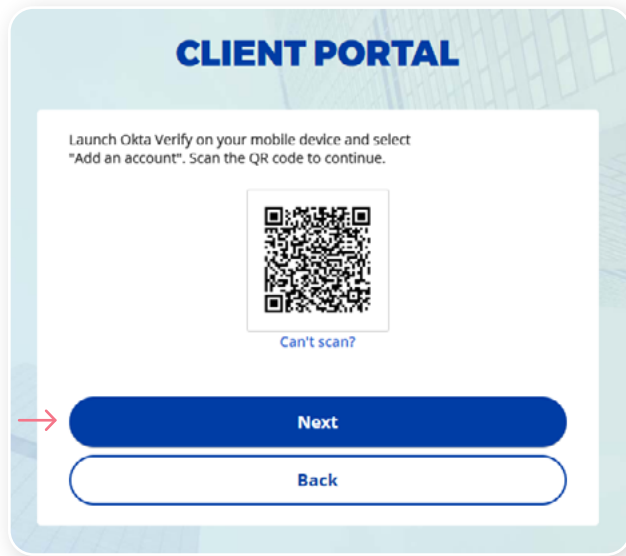 CLIENT PORTAL
Launch Okta Verify on your mobile device and select
"Add an account". Scan the QR code to continue.
Can't scan?
Next
Back